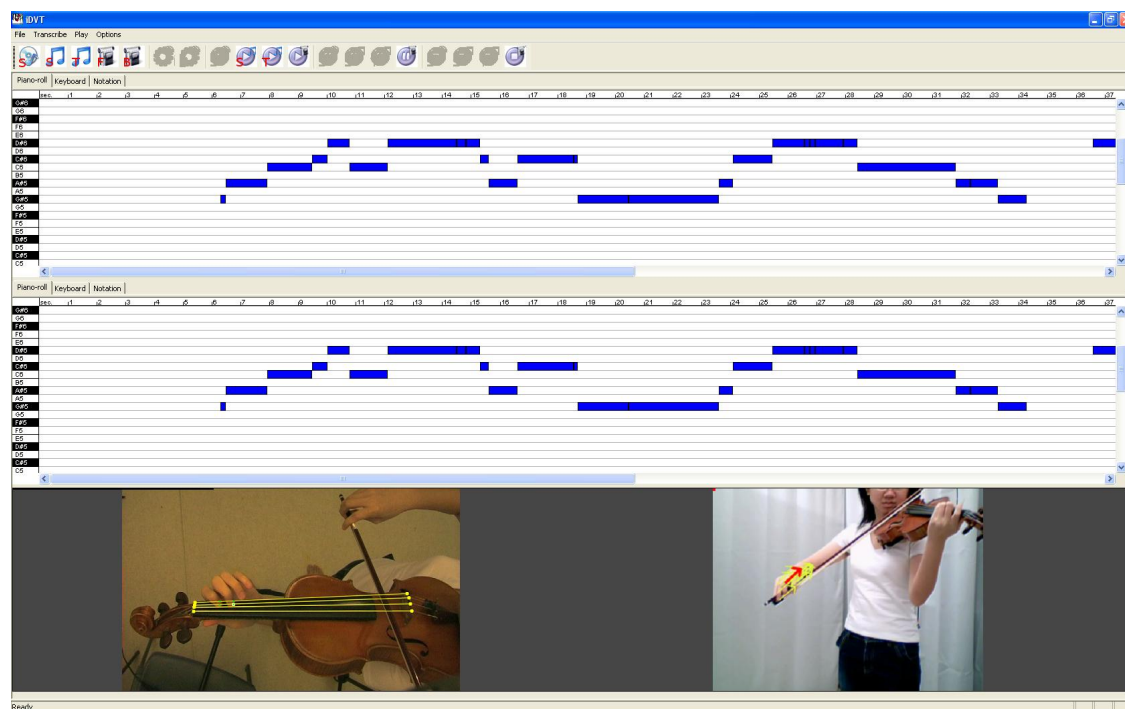 iDVT
File Transcribe Play Options
S S T F B S T
Piano-roll Keyboard Notation
sec. 1 2 3 4 5 6 7 8 9 10 11 12 13 14 15 16 17 18 19 20 21 22 23 24 25 26 27 28 29 30 31 32 33 34 35 36 37
G#6
G6
F#6
F6
E6
D#6
D6
C#6
C6
B5
A#5
A5
G#5
G5
F#5
F5
E5
D#5
D5
C#5
C5
Piano-roll Keyboard Notation
sec. 1 2 3 4 5 6 7 8 9 10 11 12 13 14 15 16 17 18 19 20 21 22 23 24 25 26 27 28 29 30 31 32 33 34 35 36 37
G#6
G6
F#6
F6
E6
D#6
D6
C#6
C6
B5
A#5
A5
G#5
G5
F#5
F5
E5
D#5
D5
C#5
C5
Ready